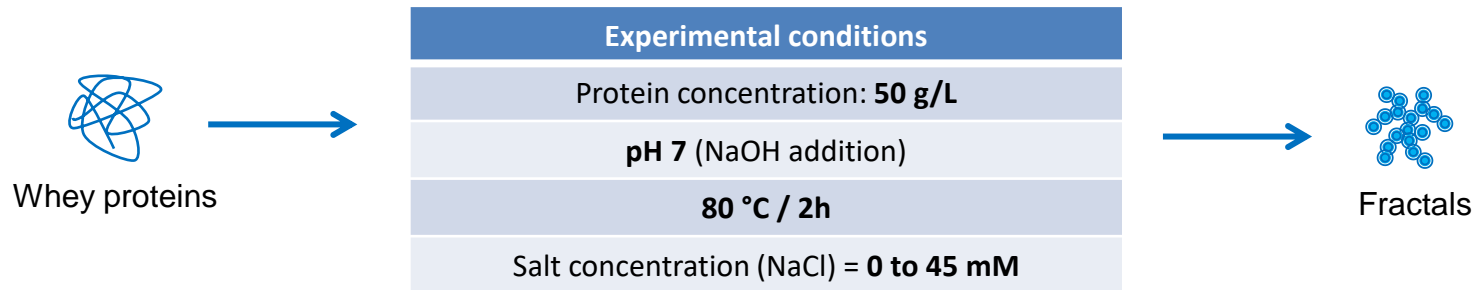 Experimental conditions
Protein concentration: 50 g/L
pH 7 (NaOH addition)
80 °C / 2h
Salt concentration (NaCl) = 0 to 45 mM
Whey proteins
Fractals